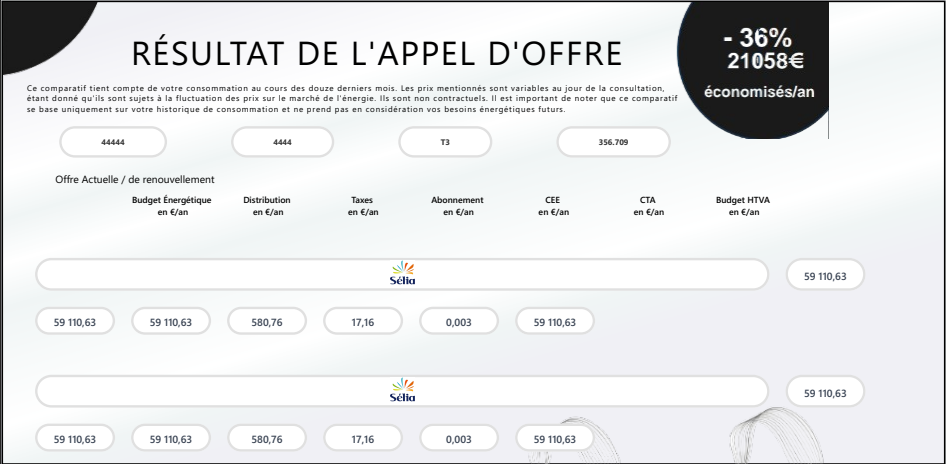 RÉSULTAT DE L'APPEL D'OFFRE
- 36%
21058€
économisés/an
Ce comparatif tient compte de votre consommation au cours des douze derniers mois. Les prix mentionnés sont variables au jour de la consultation,
étant donné qu'ils sont sujets à la fluctuation des prix sur le marché de l'énergie. Ils ne sont non contractuels. Il est important de noter que ce comparatif
se base uniquement sur votre historique de consommation et ne prend pas en considération vos besoins énergétiques futurs.
44444 4444 T3 356.709
Offre Actuelle / de renouvellement
Budget Énergétique Distribution Taxes Abonnement CEE CTA Budget HTVA
en €/an en €/an en €/an en €/an en €/an en €/an en €/an
Sélia 59 110,63
59 110,63 59 110,63 580,76 17,16 0,003 59 110,63
Sélia 59 110,63
59 110,63 59 110,63 580,76 17,16 0,003 59 110,63